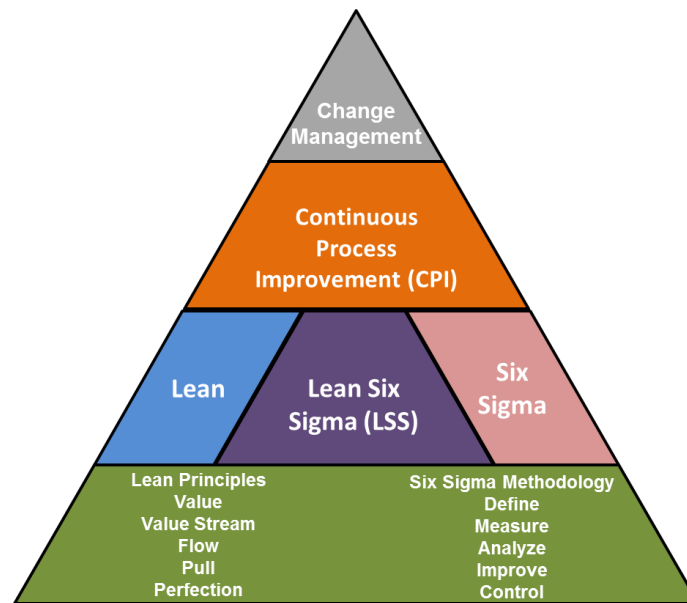 Change
Management
Continuous
Process
Improvement (CPI)
Lean
Lean Six
Sigma (LSS)
Six
Sigma
Lean Principles
Value
Value Stream
Flow
Pull
Perfection
Six Sigma Methodology
Define
Measure
Analyze
Improve
Control